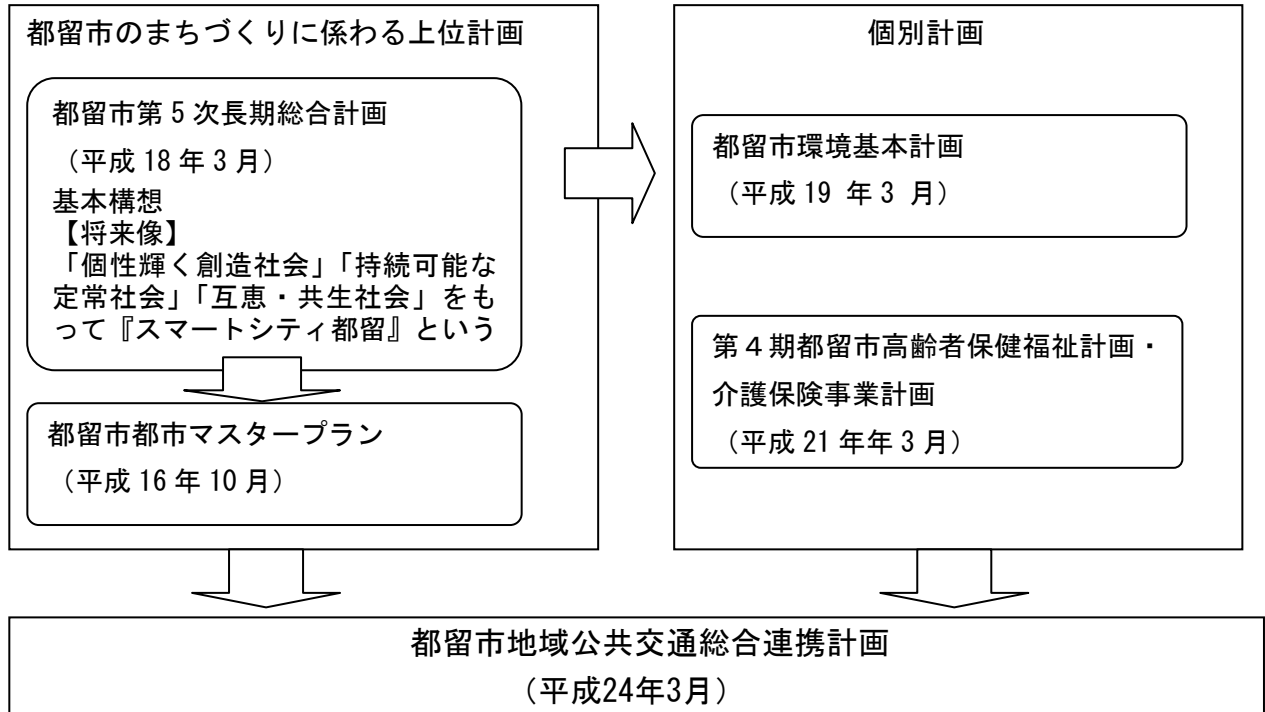 都留市のまちづくりに係わる上位計画
都留市第5次長期総合計画
（平成18年3月）
基本構想
【将来像】
「個性輝く創造社会」「持続可能な
定常社会」「互恵・共生社会」をも
って『スマートシティ都留』という
都留市都市マスタープラン
（平成16年10月）
個別計画
都留市環境基本計画
（平成19 年3 月）
第４期都留市高齢者保健福祉計画・
介護保険事業計画
（平成21年年3月）
都留市地域公共交通総合連携計画
（平成24年3月）